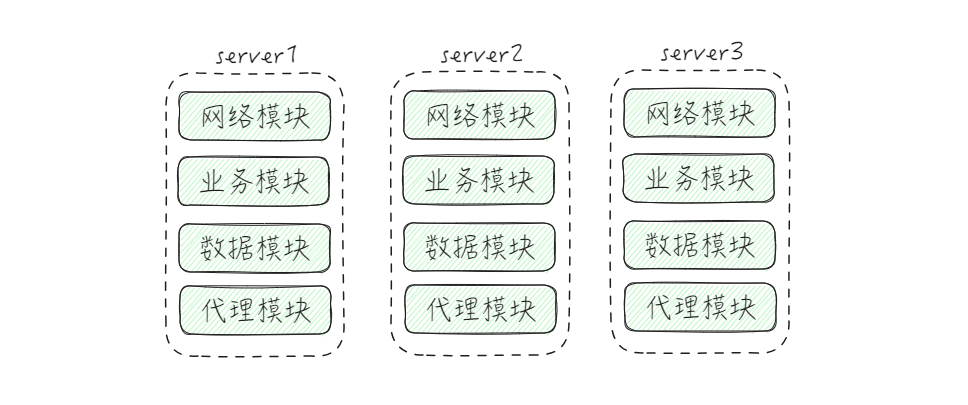 server1
网络模块
业务模块
数据模块
代理模块
server2
网络模块
业务模块
数据模块
代理模块
server3
网络模块
业务模块
数据模块
代理模块